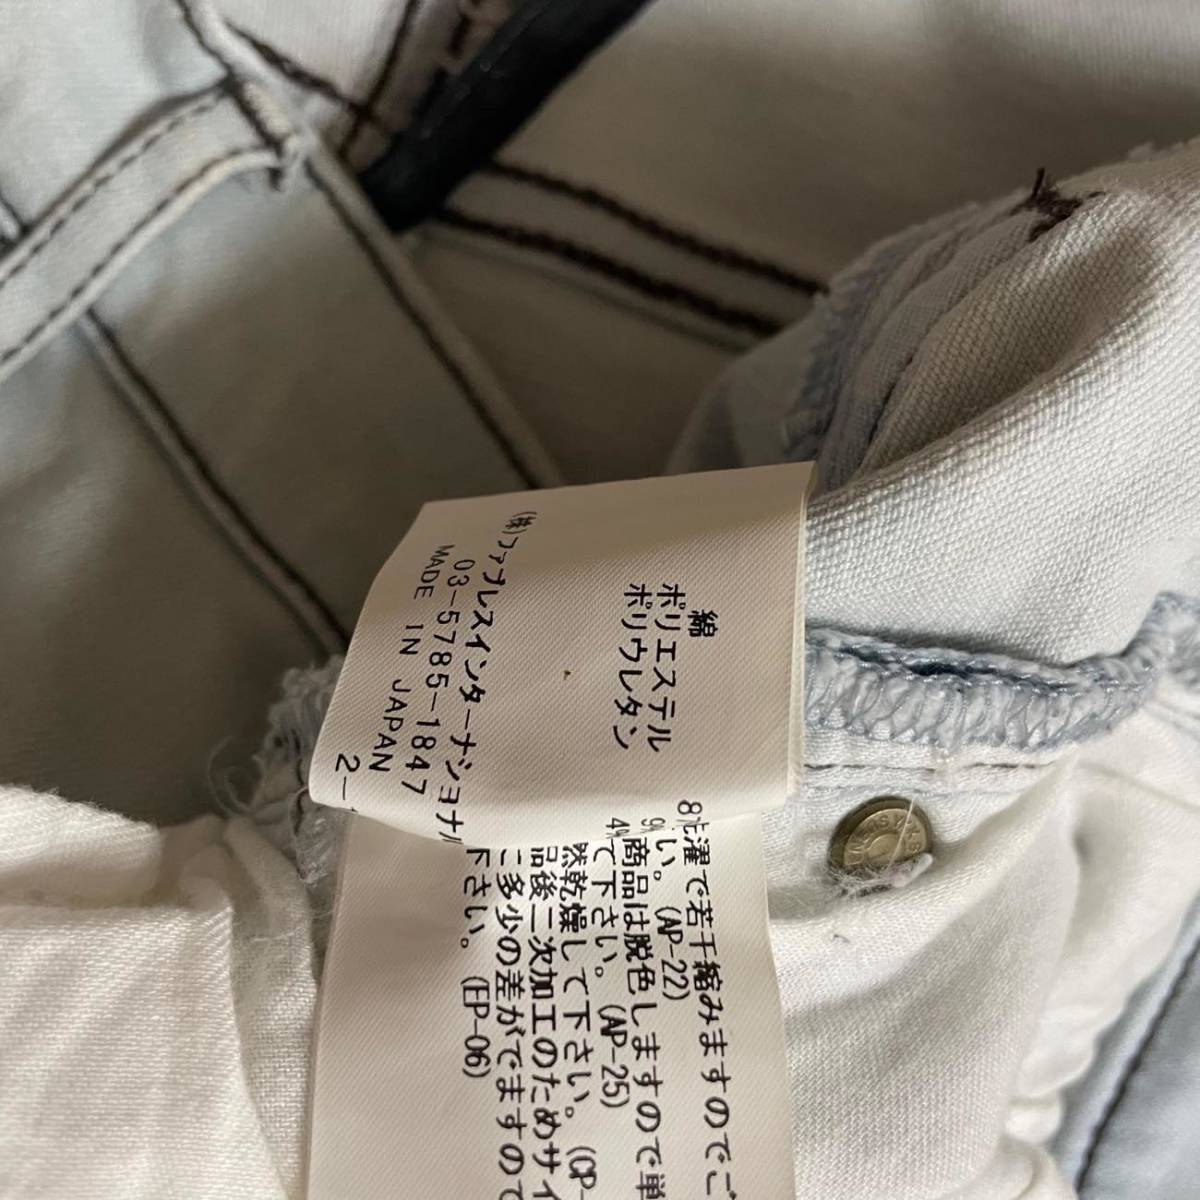 綿
ポリエステル
ポリウレタン
(株)ファブレスインターナショナル
03-5785-1847
MADE IN JAPAN
2-
8
9%
4%
濯で若干縮みますのでご
い。(AP-22)
商品は脱色しますので単
て下さい。(AP-25)
然乾燥して下さい。(CP-
品後二次加工のためサイ
に多少の差がでますので
下さい。(EP-06)